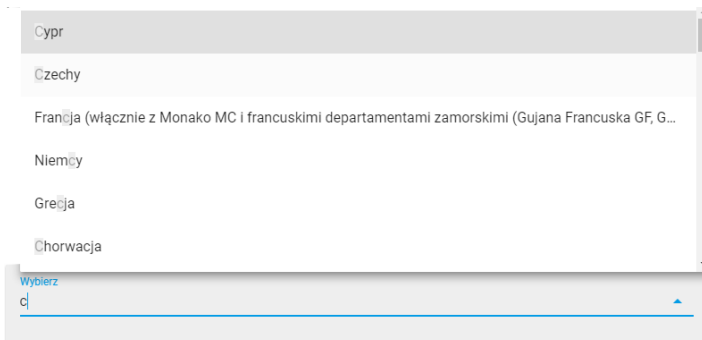 Cypr
Czechy
Francja (włącznie z Monako MC i francuskimi departamentami zamorskimi (Gujana Francuska GF, G...
Niemcy
Grecja
Chorwacja
Wybierz
c